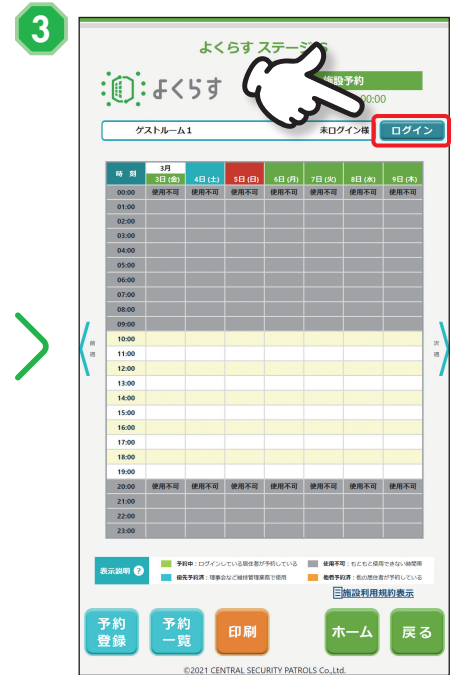 3
よくらす ステージ
よくらす
施設予約
00:00
ゲストルーム1 未ログイン様 ログイン
時 刻 3月
3日(金) 4日(土) 5日(日) 6日(月) 7日(火) 8日(水) 9日(木)
00:00 使用不可 使用不可 使用不可 使用不可 使用不可 使用不可 使用不可
01:00
02:00
03:00
04:00
05:00
06:00
07:00
08:00
09:00
前週
次週
10:00
11:00
12:00
13:00
14:00
15:00
16:00
17:00
18:00
19:00
20:00 使用不可 使用不可 使用不可 使用不可 使用不可 使用不可 使用不可
21:00
22:00
23:00
表示説明 ?
予約中：ログインしている居住者が予約している 使用不可：もともと使用できない時間帯
優先予約済：理事会など維持管理業務で使用 他者予約済：他の居住者が予約している
施設利用規約表示
予約登録 予約一覧 印刷 ホーム 戻る
©2021 CENTRAL SECURITY PATROLS Co.,Ltd.